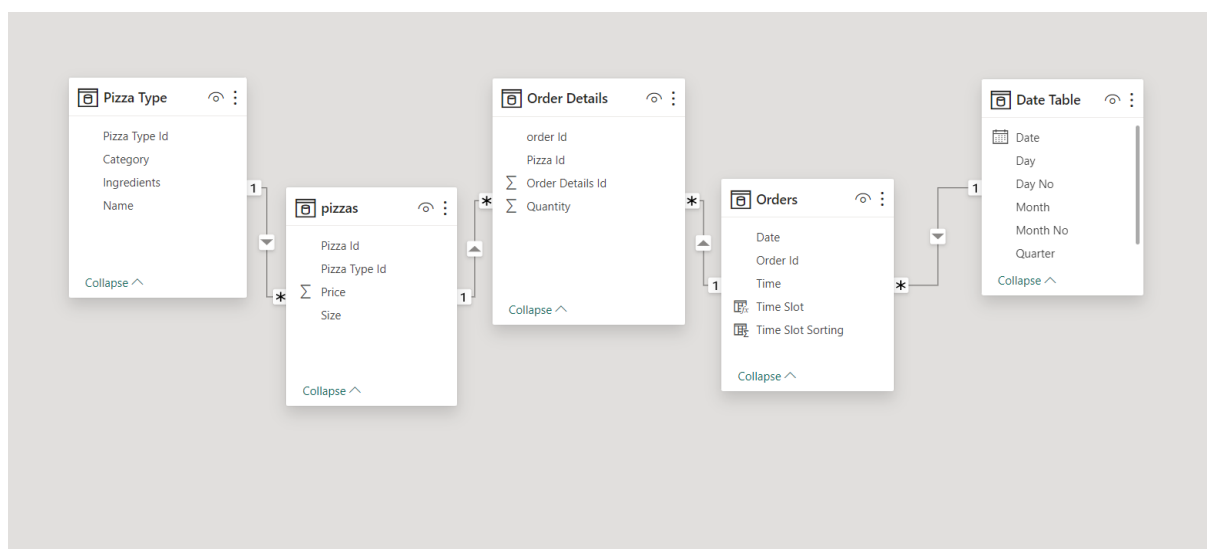 Pizza Type
Pizza Type Id
Category
Ingredients
Name
Collapse
1
*
pizzas
Pizza Id
Pizza Type Id
Σ Price
Size
Collapse
1
*
Order Details
order Id
Pizza Id
Σ Order Details Id
Σ Quantity
Collapse
*
1
Orders
Date
Order Id
Time
Time Slot
Time Slot Sorting
Collapse
*
1
Date Table
Date
Day
Day No
Month
Month No
Quarter
Collapse